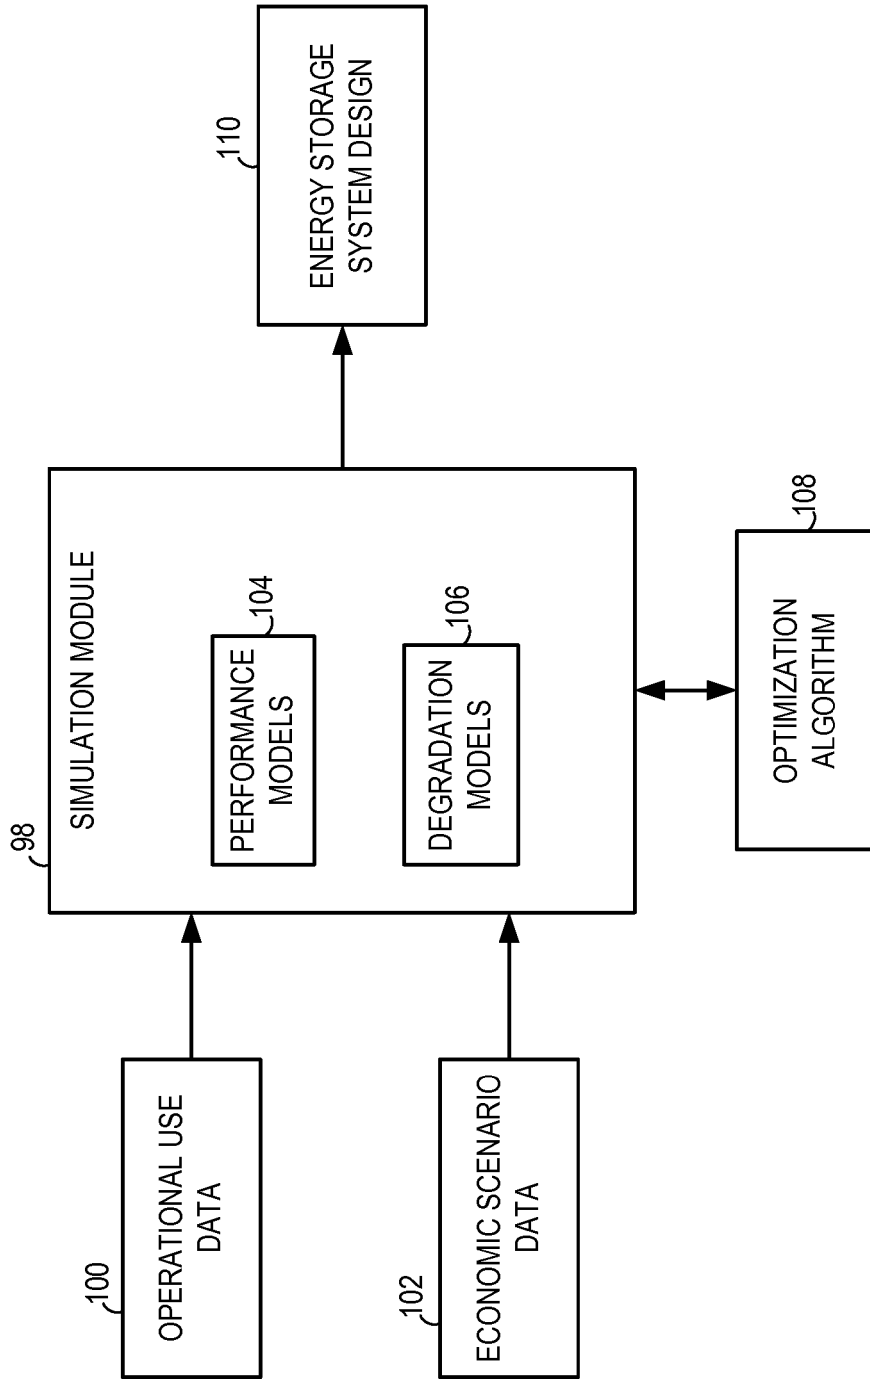 98
SIMULATION MODULE
100
OPERATIONAL USE
DATA
104
PERFORMANCE
MODELS
110
ENERGY STORAGE
SYSTEM DESIGN
102
ECONOMIC SCENARIO
DATA
106
DEGRADATION
MODELS
108
OPTIMIZATION
ALGORITHM